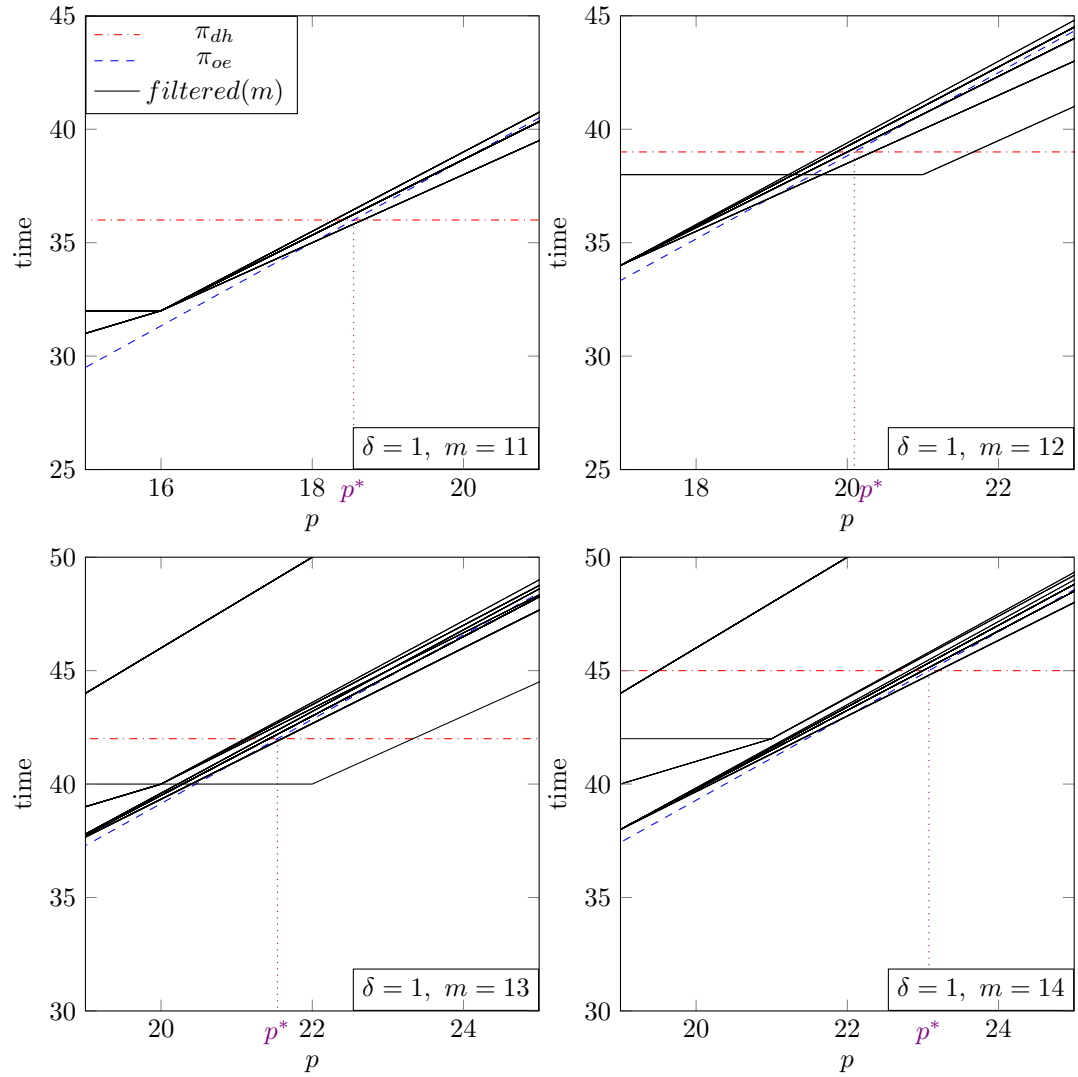 45
40
35
30
25
time
π_dh
π_oe
filtered(m)
δ = 1, m = 11
16 18 20
p*
p
45
40
35
30
25
time
δ = 1, m = 12
18 20 22
p*
p
50
45
40
35
30
time
δ = 1, m = 13
20 22 24
p*
p
50
45
40
35
30
time
δ = 1, m = 14
20 22 24
p*
p